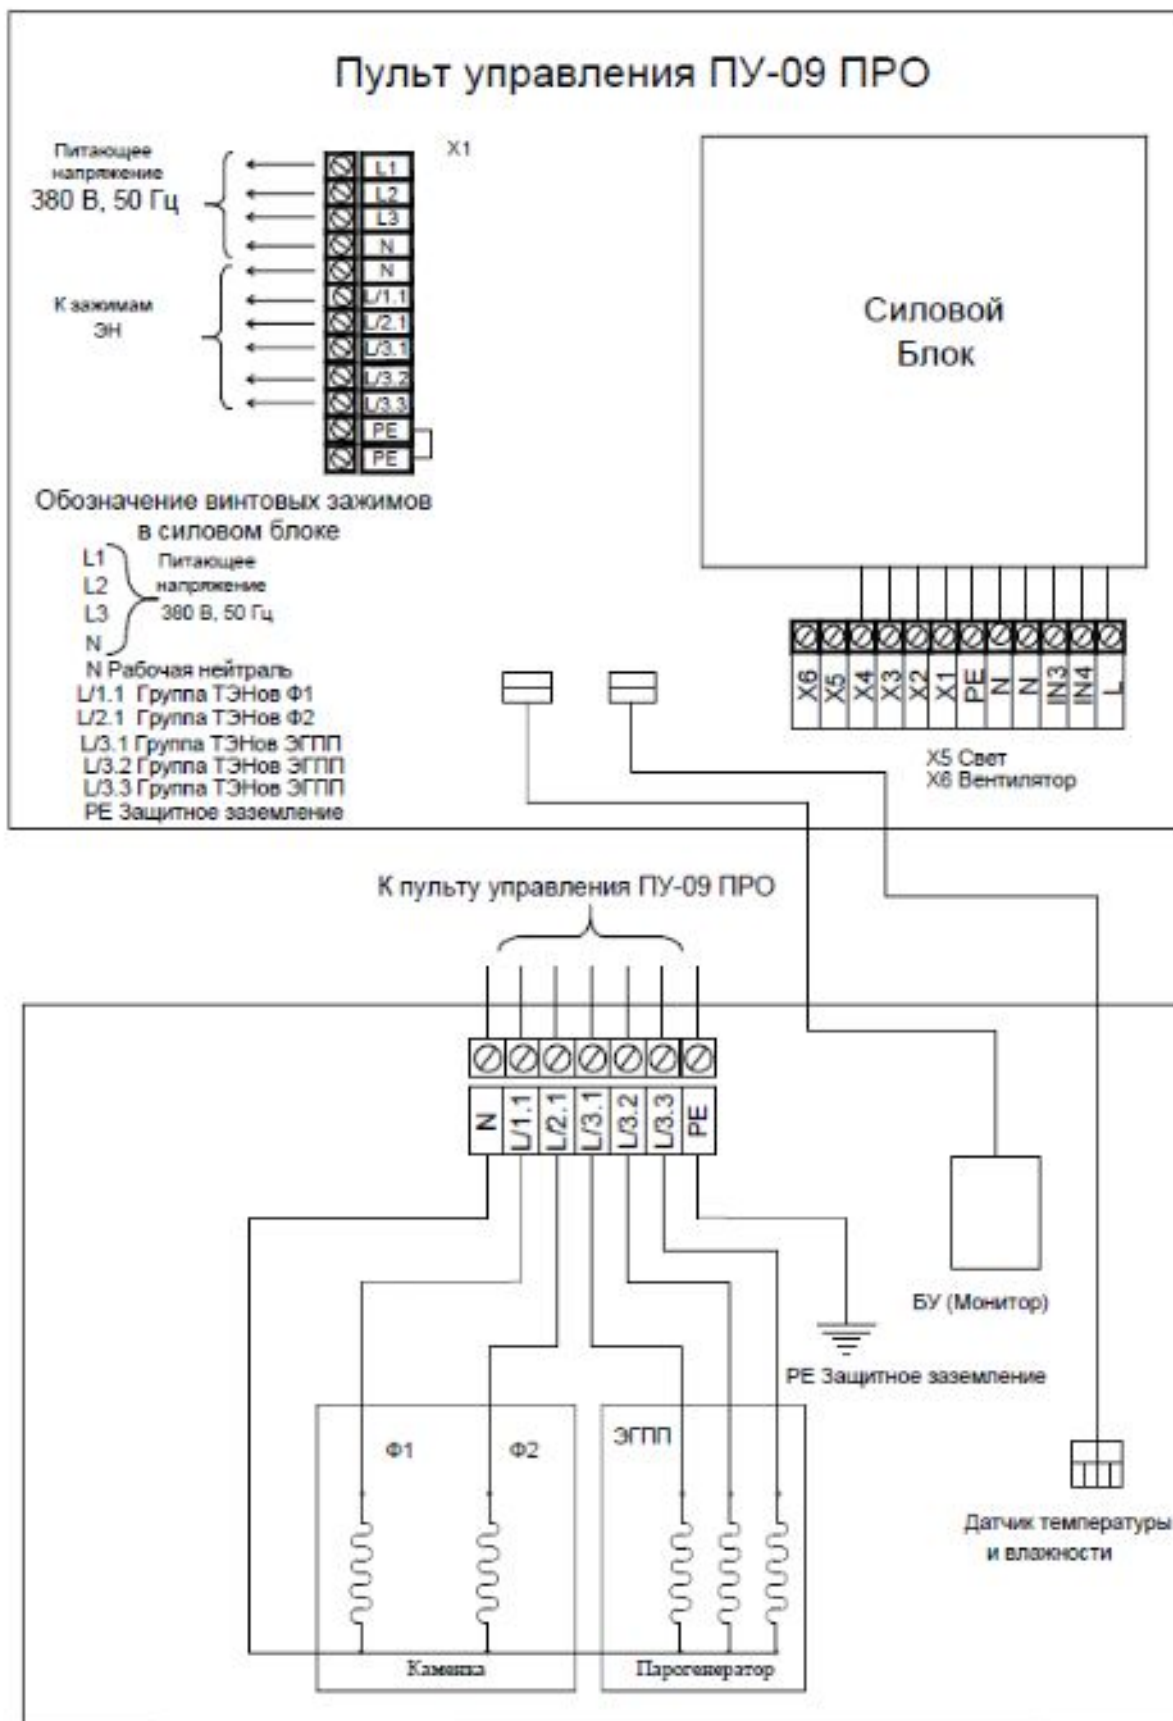 Пульт управления ПУ-09 ПРО
Питающее
напряжение
380 В, 50 Гц
К зажимам
ЭН
X1
L1
L2
L3
N
N
L/1.1
L/2.1
L/3.1
L/3.2
L/3.3
PE
PE
Силовой
Блок
Обозначение винтовых зажимов
в силовом блоке
L1
L2
L3
N
Питающее
напряжение
380 В, 50 Гц
N Рабочая нейтраль
L/1.1 Группа ТЭНов Ф1
L/2.1 Группа ТЭНов Ф2
L/3.1 Группа ТЭНов ЭГПП
L/3.2 Группа ТЭНов ЭГПП
L/3.3 Группа ТЭНов ЭГПП
PE Защитное заземление
X6 X5 X4 X3 X2 X1 PE N N IN3 IN4 L
X5 Свет
X6 Вентилятор
К пульту управления ПУ-09 ПРО
N L/1.1 L/2.1 L/3.1 L/3.2 L/3.3 PE
БУ (Монитор)
PE Защитное заземление
Ф1
Ф2
ЭГПП
Датчик температуры
и влажности
Каменка
Парогенератор